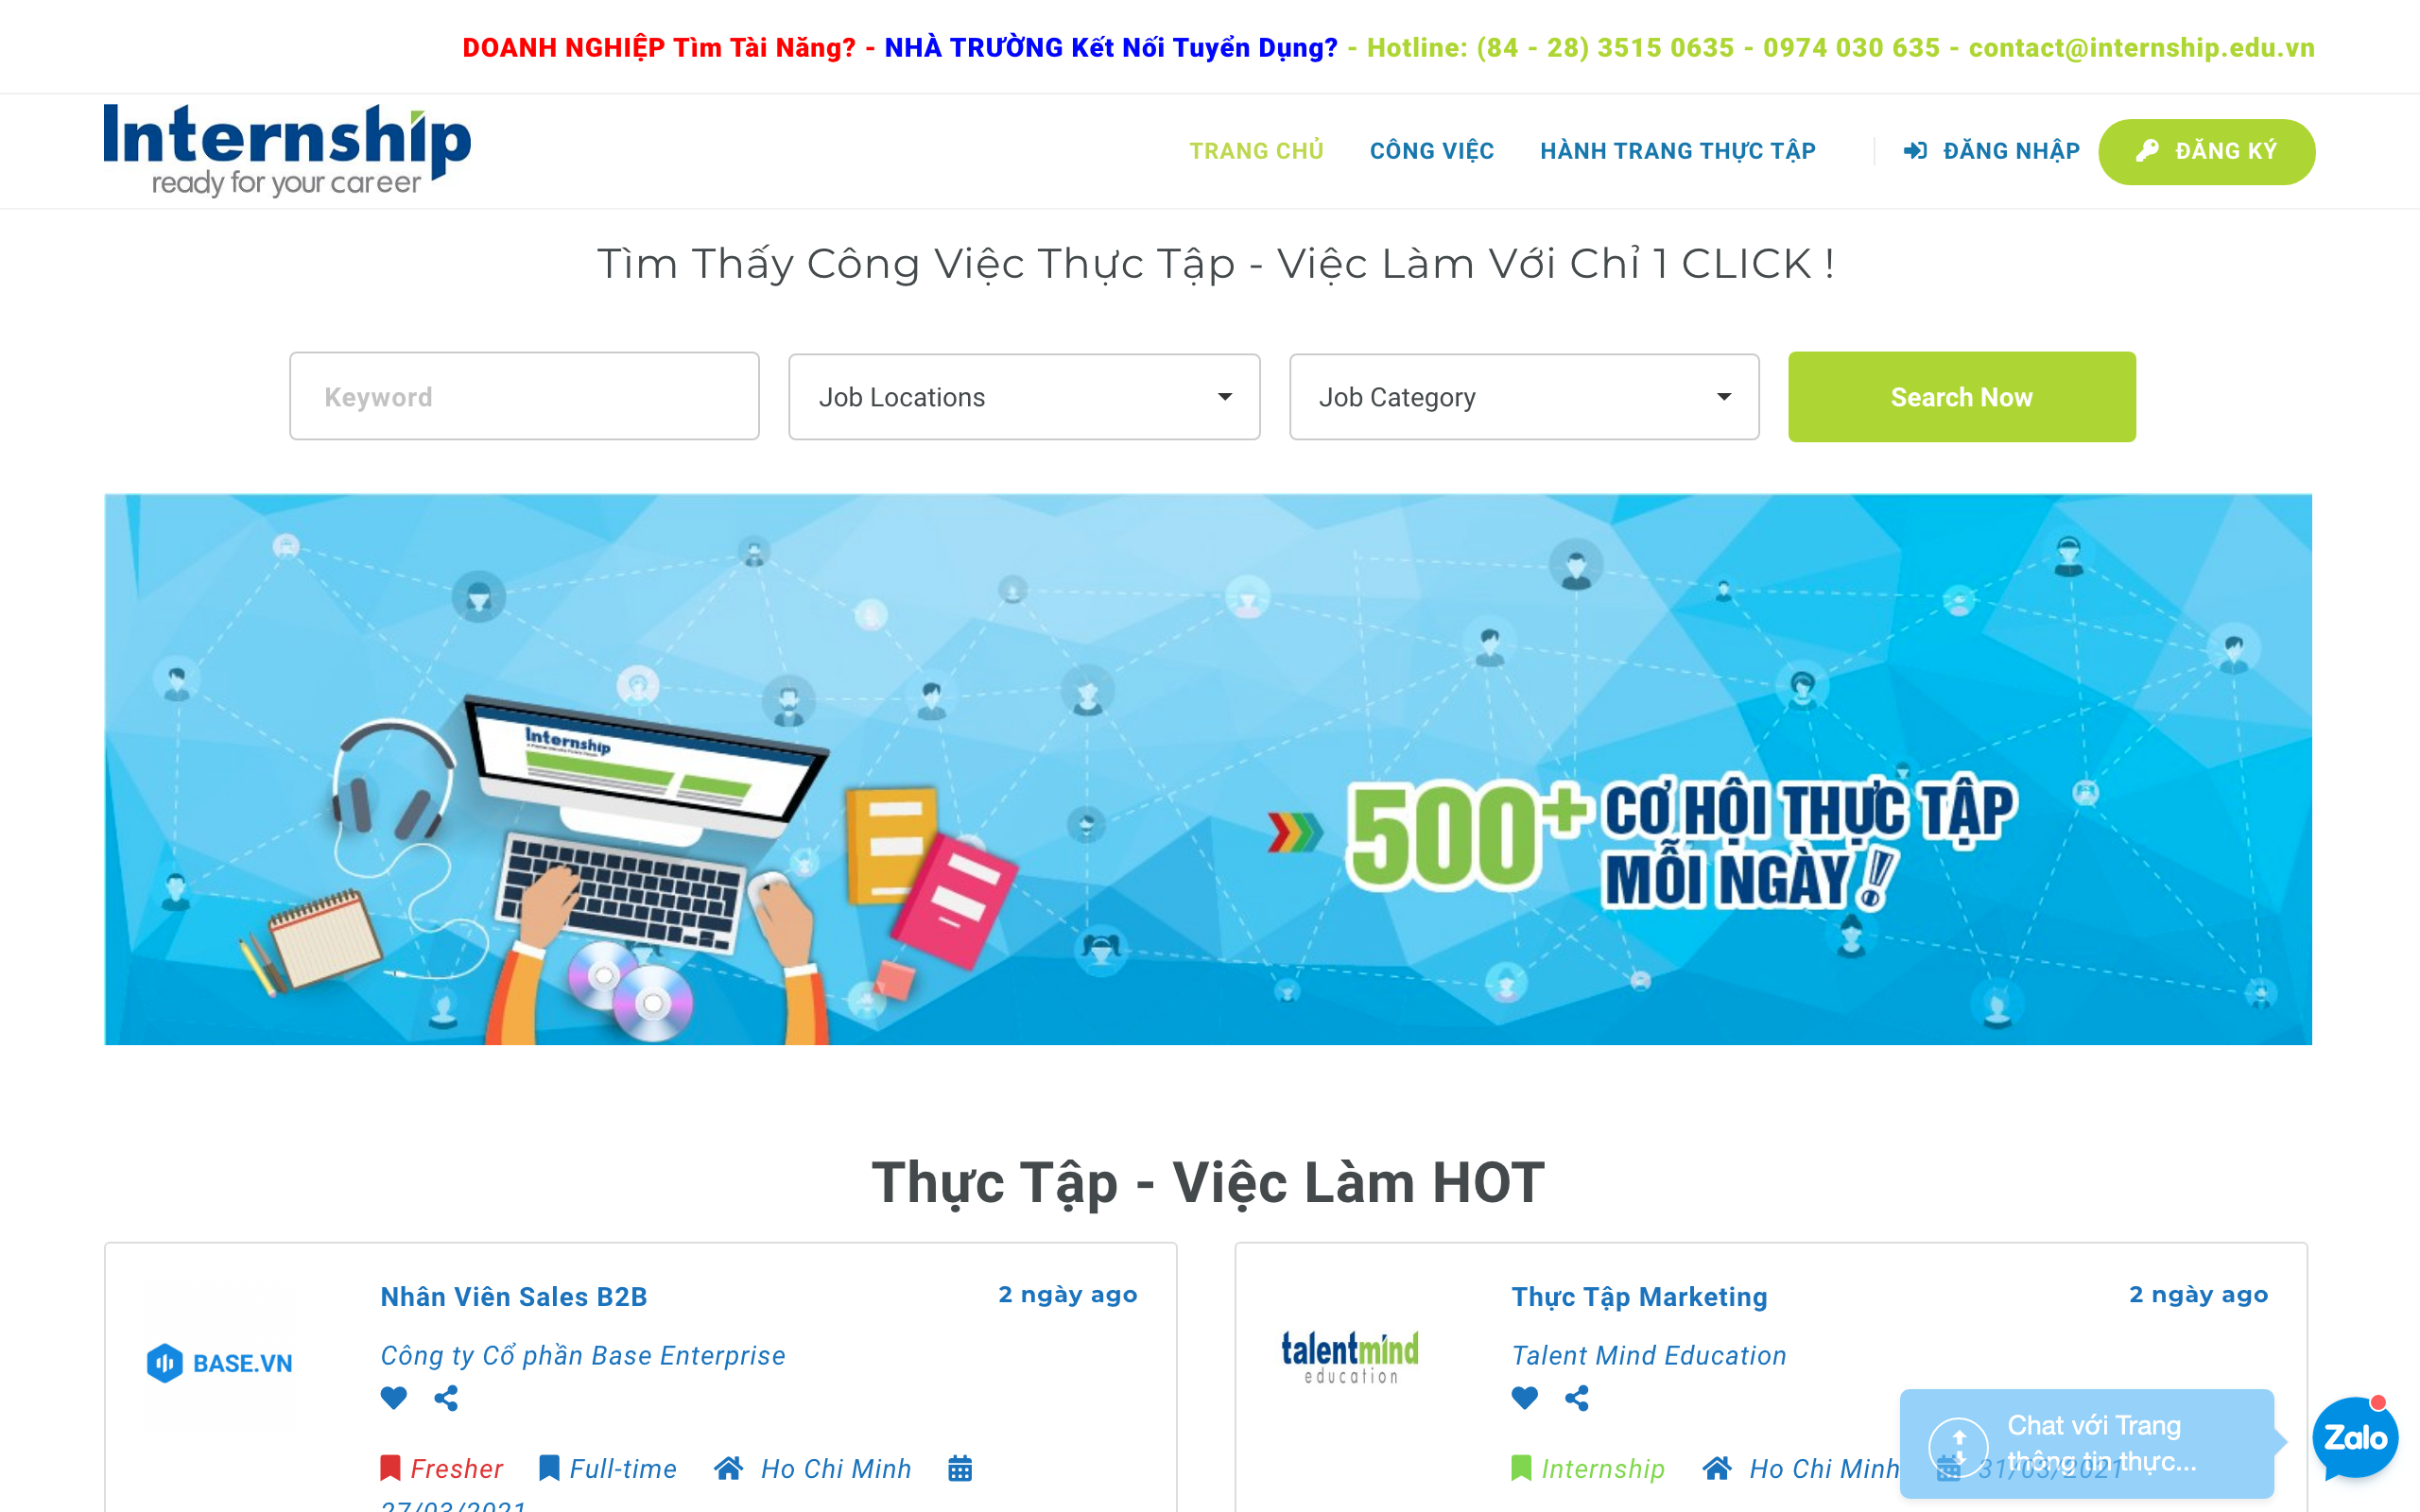 DOANH NGHIỆP Tìm Tài Năng? - NHÀ TRƯỜNG Kết Nối Tuyển Dụng? - Hotline: (84 - 28) 3515 0635 - 0974 030 635 - contact@internship.edu.vn
Internship
ready for your career
TRANG CHỦ CÔNG VIỆC HÀNH TRANG THỰC TẬP ĐĂNG NHẬP ĐĂNG KÝ
Tìm Thấy Công Việc Thực Tập - Việc Làm Với Chỉ 1 CLICK !
Keyword Job Locations Job Category Search Now
Internship
500+ CƠ HỘI THỰC TẬP
MỖI NGÀY!
Thực Tập - Việc Làm HOT
Nhân Viên Sales B2B 2 ngày ago
BASE.VN
Công ty Cổ phần Base Enterprise
Fresher Full-time Ho Chi Minh
27/03/2021
Thực Tập Marketing 2 ngày ago
talentmind
education
Talent Mind Education
Internship Ho Chi Minh 31/03/2021
Chat với Trang
thông tin thực...
Zalo